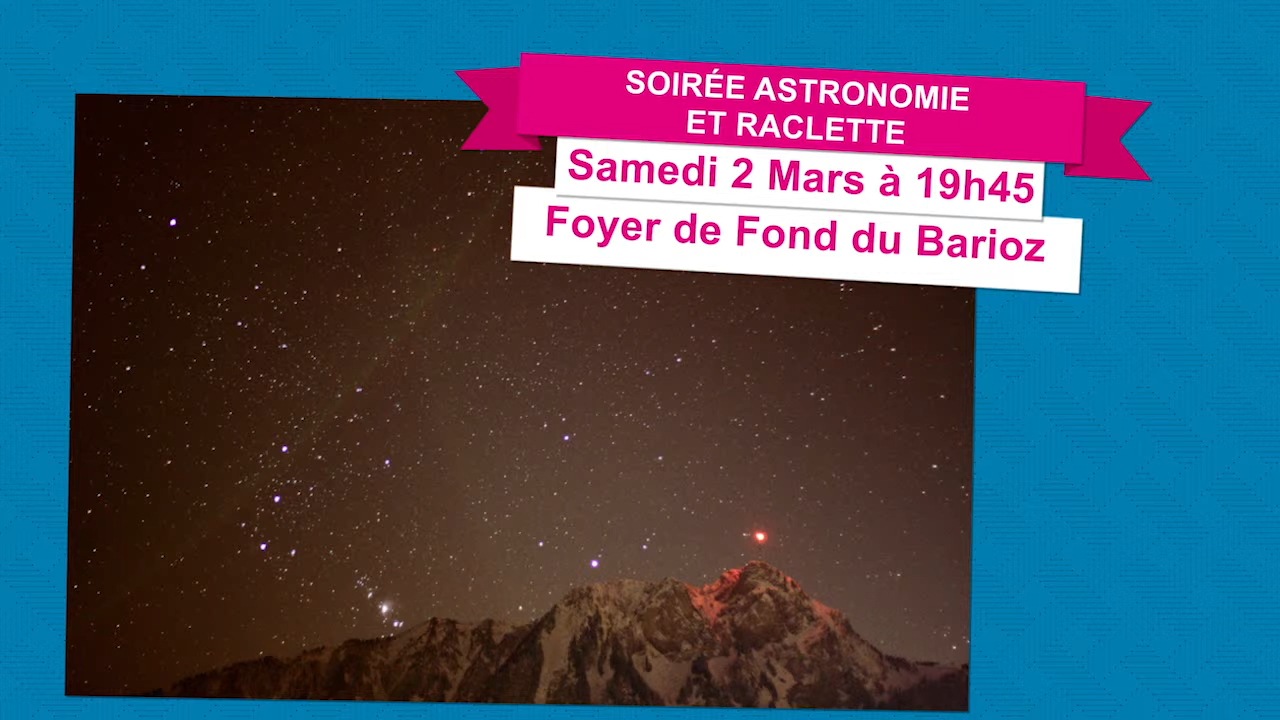 SOIRÉE ASTRONOMIE
ET RACLETTE
Samedi 2 Mars à 19h45
Foyer de Fond du Barioz